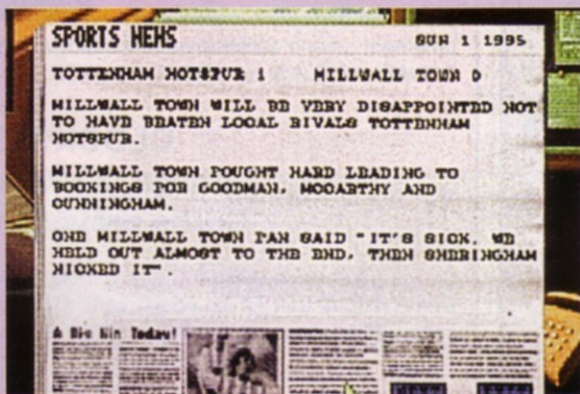 SPORTS NEWS SUN 1 1995
TOTTENHAM HOTSPUR 1 MILLWALL TOWN 0
MILLWALL TOWN WILL BE VERY DISAPPOINTED NOT
TO HAVE BEATEN LOCAL RIVALS TOTTENHAM
HOTSPUR.
MILLWALL TOWN FOUGHT HARD LEADING TO
BOOKINGS FOR GOODMAN, MCCARTHY AND
CUNNINGHAM.
ONE MILLWALL TOWN FAN SAID "IT'S SICK, WE
HELD OUT ALMOST TO THE END, THEN SHERINGHAM
NICKED IT".
A Big Win Today!